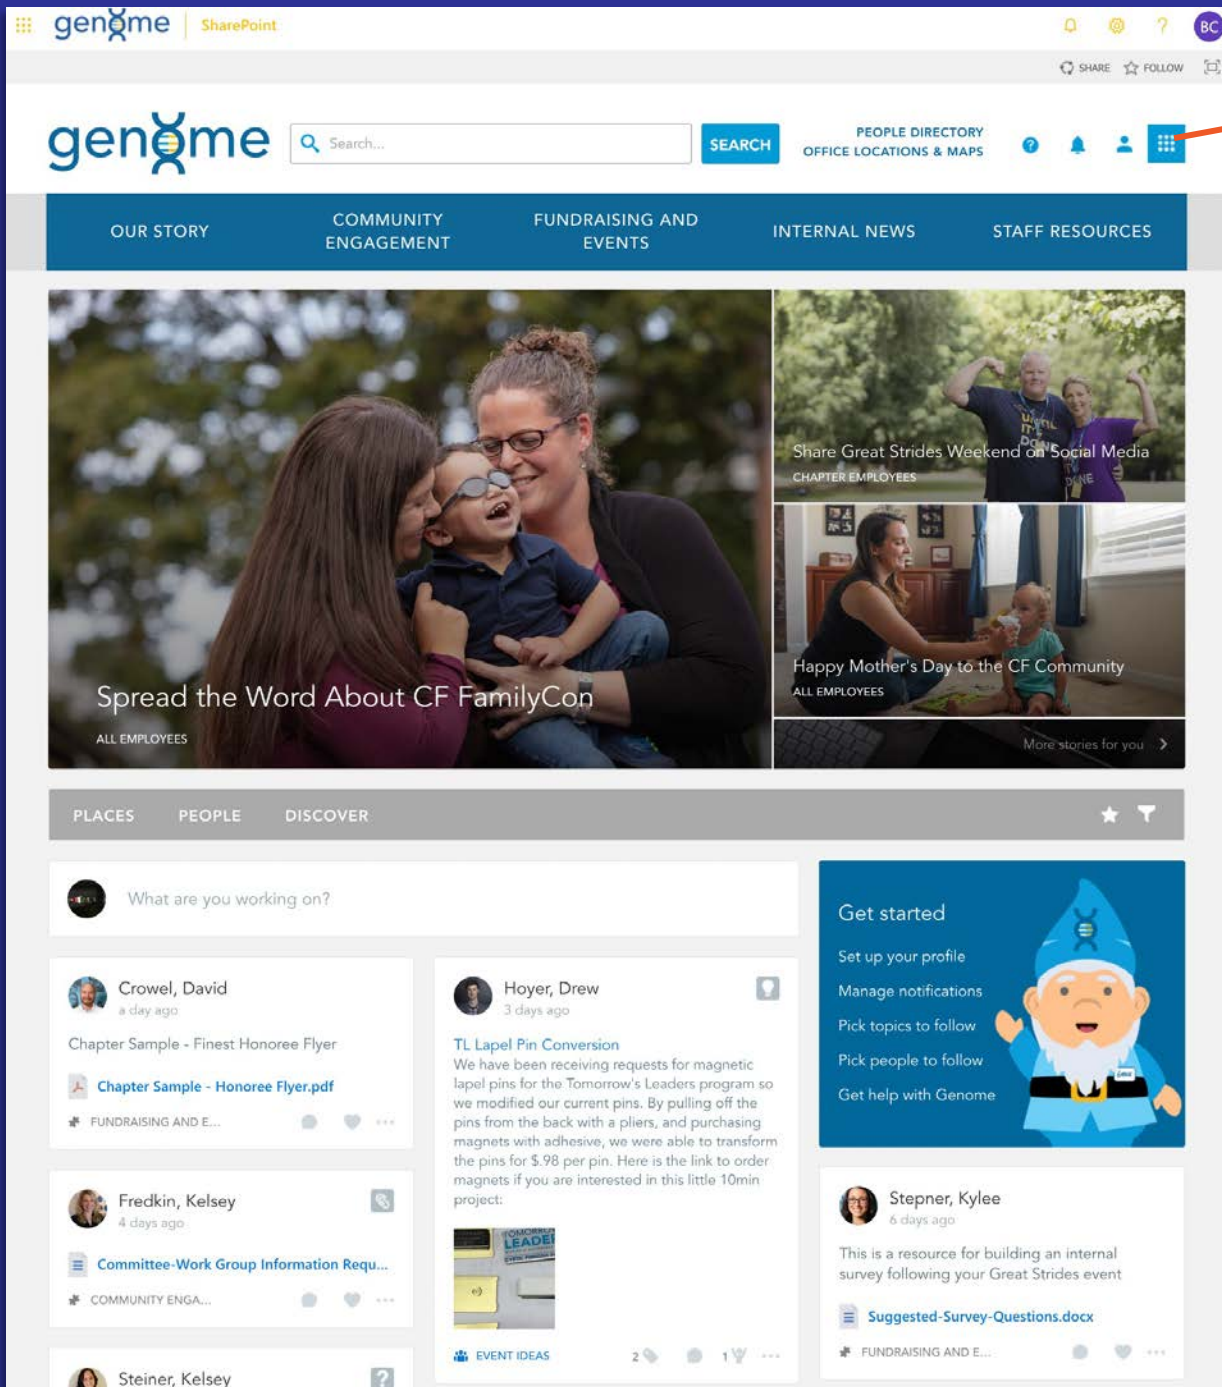 genome SharePoint
BC
SHARE FOLLOW
genome
Search...
SEARCH
PEOPLE DIRECTORY
OFFICE LOCATIONS & MAPS
OUR STORY
COMMUNITY
ENGAGEMENT
FUNDRAISING AND
EVENTS
INTERNAL NEWS
STAFF RESOURCES
Spread the Word About CF FamilyCon
ALL EMPLOYEES
UNTIL
IT'S
DONE
DONE
Share Great Strides Weekend on Social Media
CHAPTER EMPLOYEES
Happy Mother's Day to the CF Community
ALL EMPLOYEES
More stories for you
PLACES PEOPLE DISCOVER
What are you working on?
Crowel, David
a day ago
Chapter Sample - Finest Honoree Flyer
Chapter Sample - Honoree Flyer.pdf
FUNDRAISING AND E...
Fredkin, Kelsey
4 days ago
Committee-Work Group Information Requ...
COMMUNITY ENGA...
Steiner, Kelsey
Hoyer, Drew
3 days ago
TL Lapel Pin Conversion
We have been receiving requests for magnetic
lapel pins for the Tomorrow's Leaders program so
we modified our current pins. By pulling off the
pins from the back with a pliers, and purchasing
magnets with adhesive, we were able to transform
the pins for $.98 per pin. Here is the link to order
magnets if you are interested in this little 10min
project:
TOMORROW
LEADE
EVENT IDEAS
2
1
Get started
Set up your profile
Manage notifications
Pick topics to follow
Pick people to follow
Get help with Genome
Stepner, Kylee
6 days ago
This is a resource for building an internal
survey following your Great Strides event
Suggested-Survey-Questions.docx
FUNDRAISING AND E...